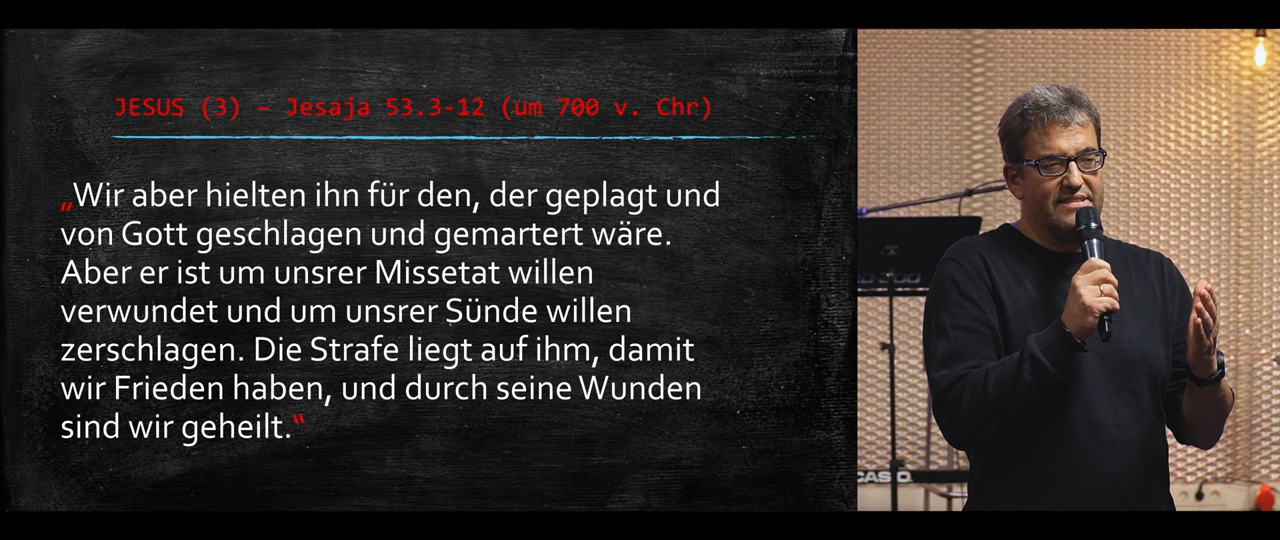 JESUS (3) – Jesaja 53.3-12 (um 700 v. Chr)
„Wir aber hielten ihn für den, der geplagt und
von Gott geschlagen und gemartert wäre.
Aber er ist um unsrer Missetat willen
verwundet und um unsrer Sünde willen
zerschlagen. Die Strafe liegt auf ihm, damit
wir Frieden haben, und durch seine Wunden
sind wir geheilt.“
CASIO